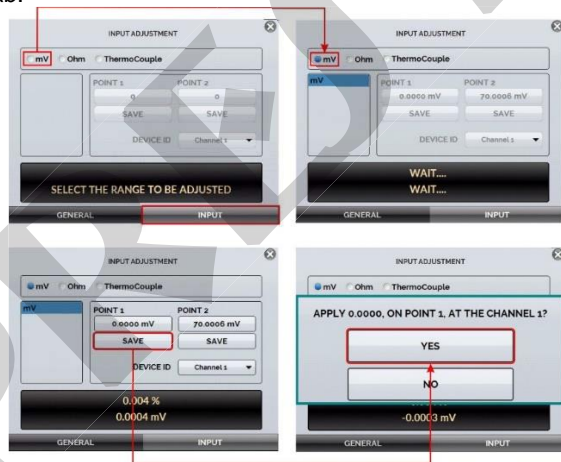 INPUT ADJUSTMENT
mV Ohm ThermoCouple
POINT 1 POINT 2
0 0
SAVE SAVE
DEVICE ID Channel 1
SELECT THE RANGE TO BE ADJUSTED
GENERAL INPUT
INPUT ADJUSTMENT
mV Ohm ThermoCouple
mV
POINT 1 POINT 2
0.0000 mV 70.0006 mV
SAVE SAVE
DEVICE ID Channel 1
WAIT....
WAIT....
GENERAL INPUT
INPUT ADJUSTMENT
mV Ohm ThermoCouple
mV
POINT 1 POINT 2
0.0000 mV 70.0006 mV
SAVE SAVE
DEVICE ID Channel 1
0.004 %
0.0004 mV
GENERAL INPUT
INPUT ADJUSTMENT
mV Ohm ThermoCouple
APPLY 0.0000, ON POINT 1, AT THE CHANNEL 1?
YES
NO
-0.0003 mV
GENERAL INPUT